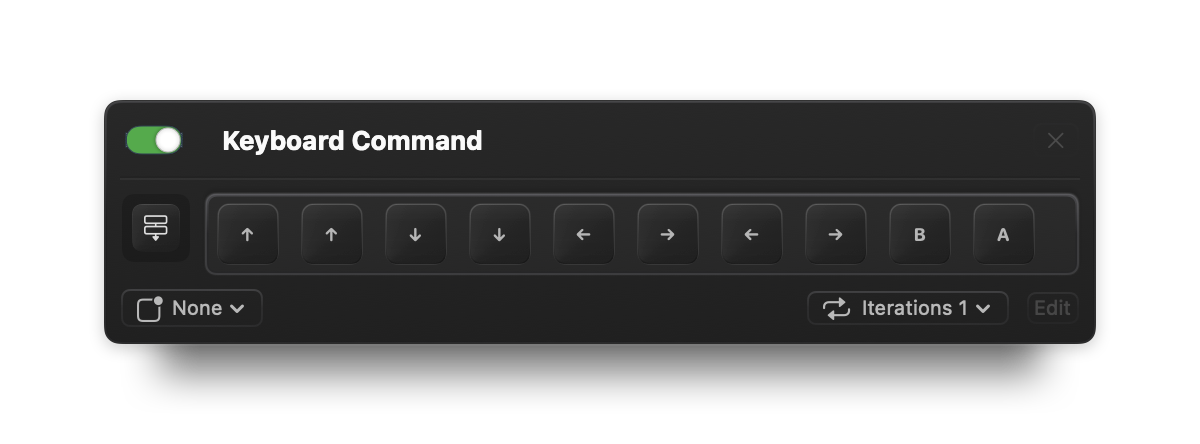 Keyboard Command
↑ ↑ ↓ ↓ ← → ← → B A
None
Iterations 1
Edit